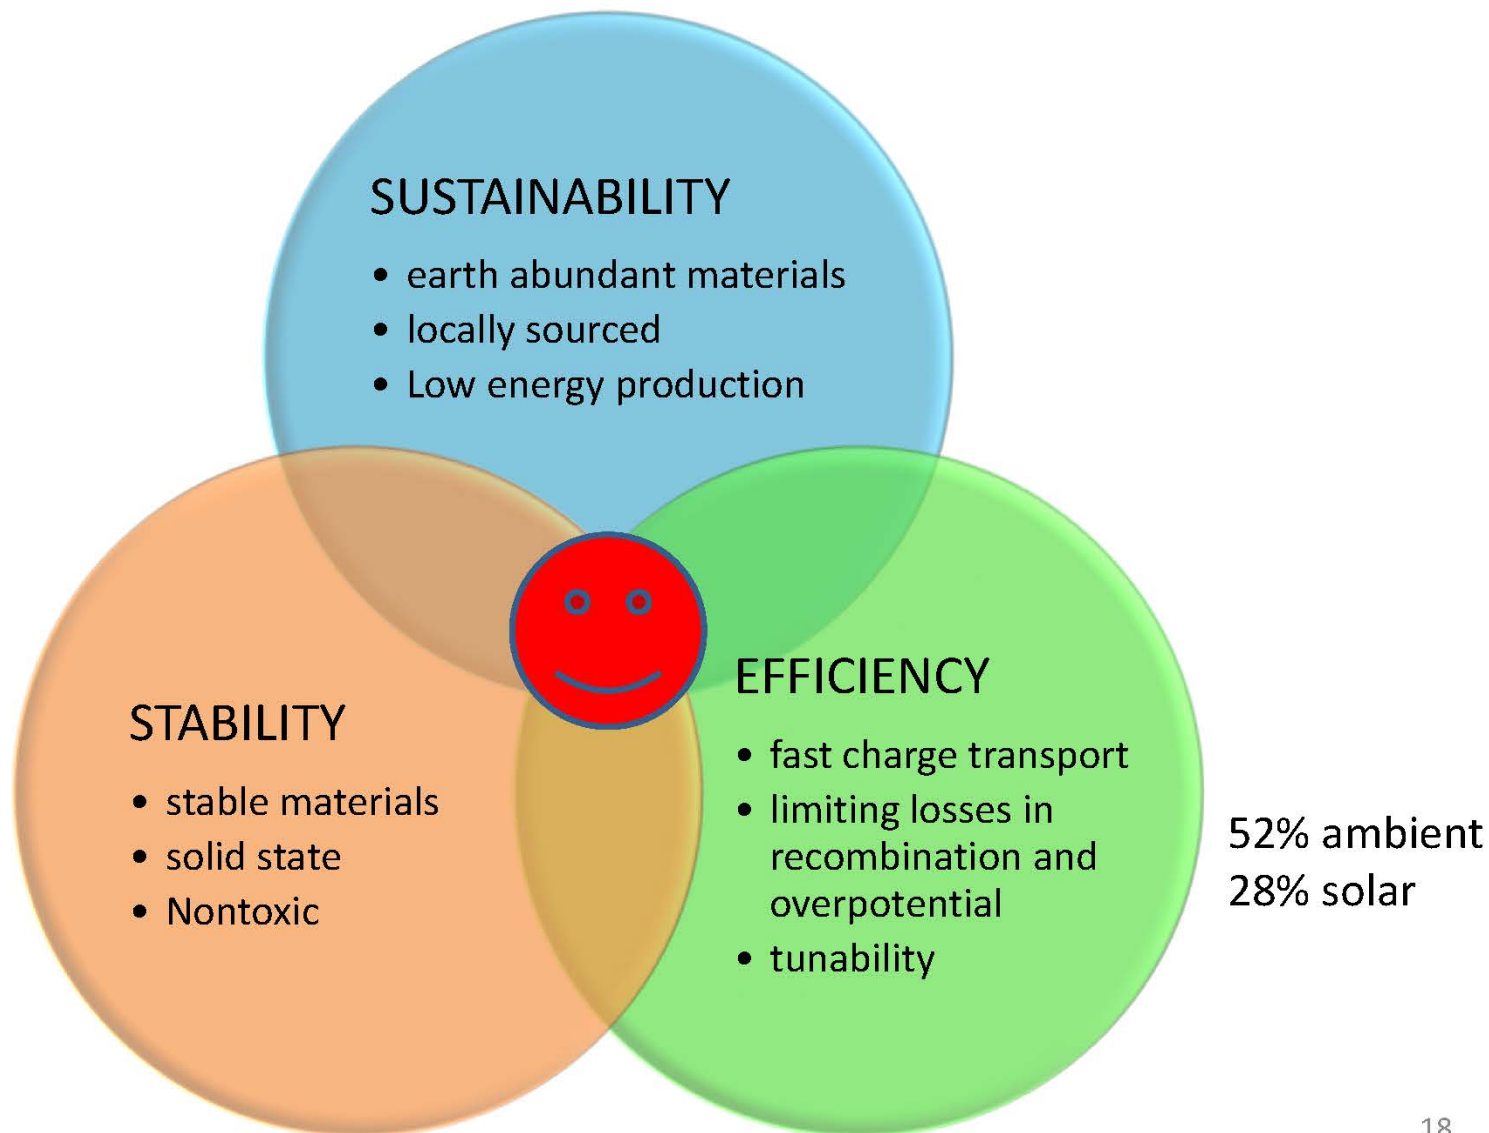 SUSTAINABILITY
• earth abundant materials
• locally sourced
• Low energy production
STABILITY
• stable materials
• solid state
• Nontoxic
EFFICIENCY
• fast charge transport
• limiting losses in
recombination and
overpotential
• tunability
52% ambient
28% solar
18